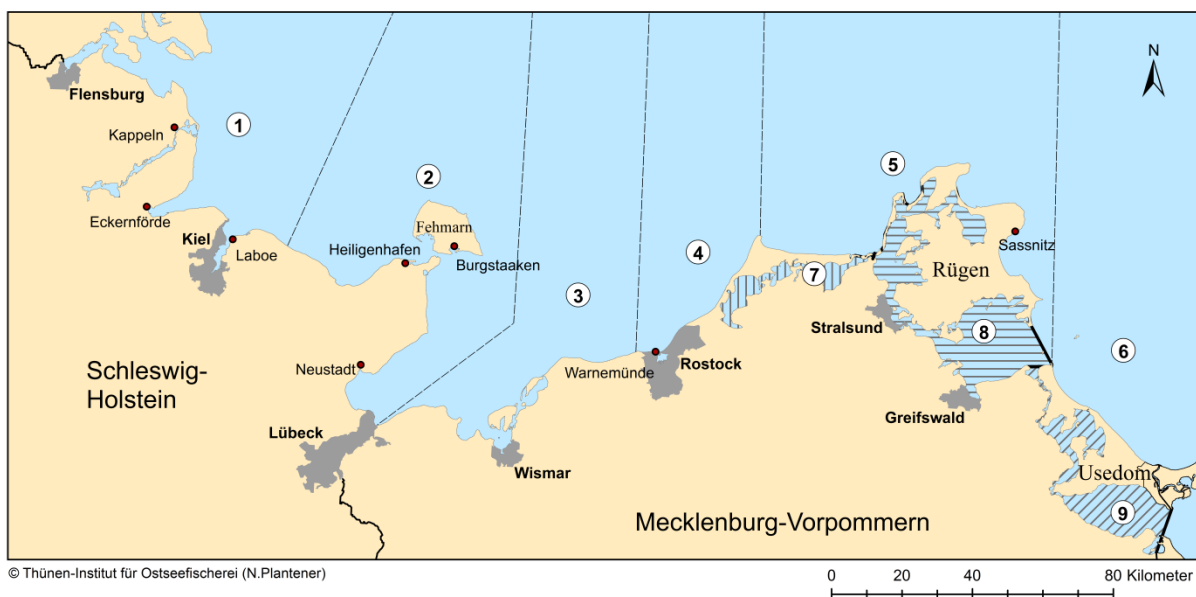 N
Flensburg
1
Kappeln
5
2
Eckernförde
Kiel
Fehmarn
Laboe
Heiligenhafen
Burgstaaken
Sassnitz
4
7
Rügen
3
Stralsund
8
6
Schleswig-
Holstein
Neustadt
Warnemünde
Rostock
Greifswald
Lübeck
Wismar
Usedom
9
Mecklenburg-Vorpommern
© Thünen-Institut für Ostseefischerei (N.Plantener)
0 20 40 80 Kilometer